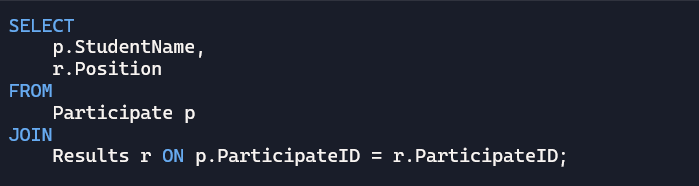 SELECT
    p.StudentName,
    r.Position
FROM
    Participate p
JOIN
    Results r ON p.ParticipateID = r.ParticipateID;